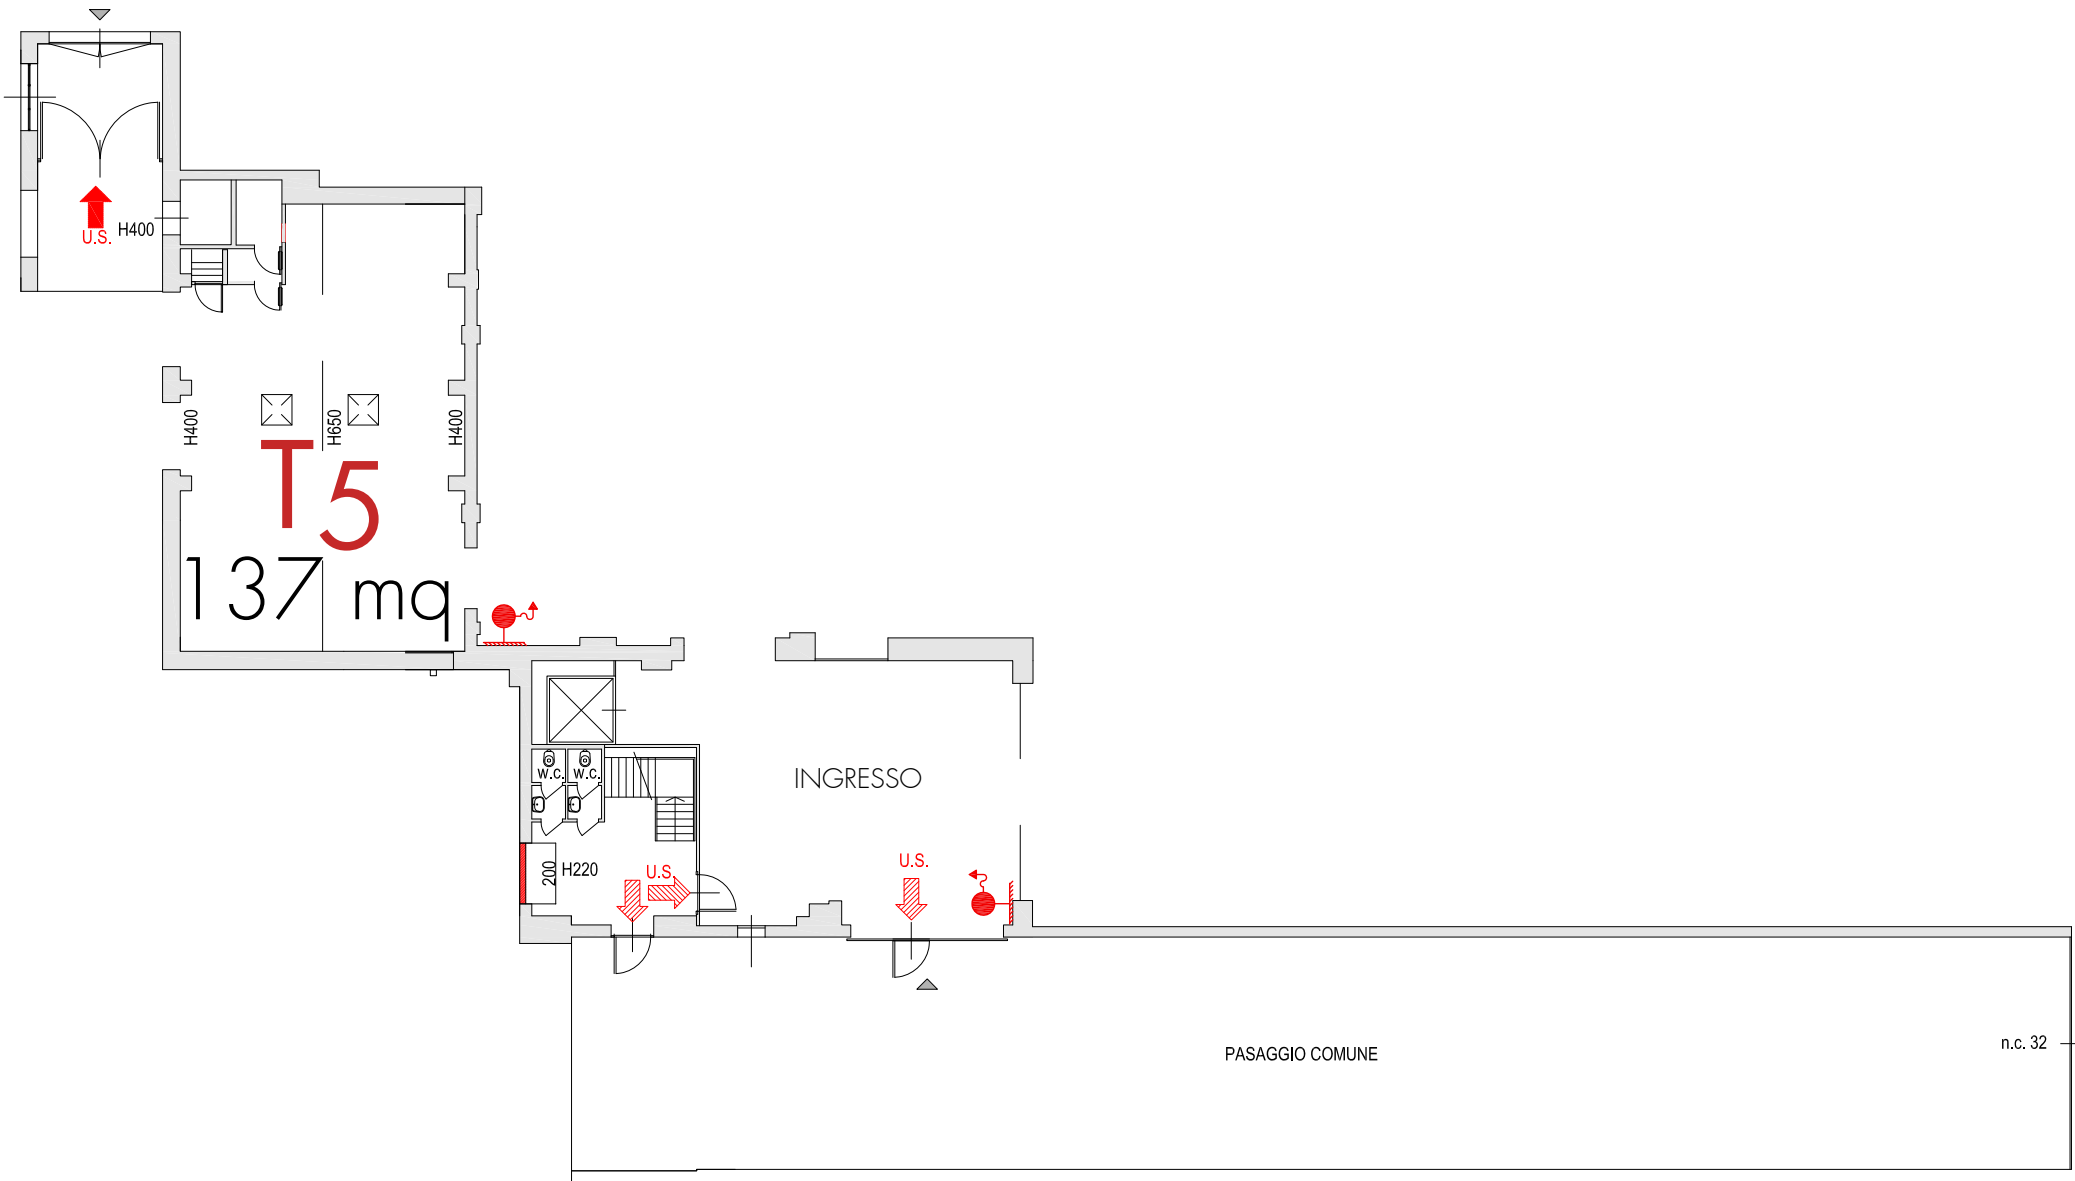 U.S.
H400
H400
H650
H400
T5
137 mq
W.C.
W.C.
INGRESSO
200
H220
U.S.
U.S.
PASAGGIO COMUNE
n.c. 32